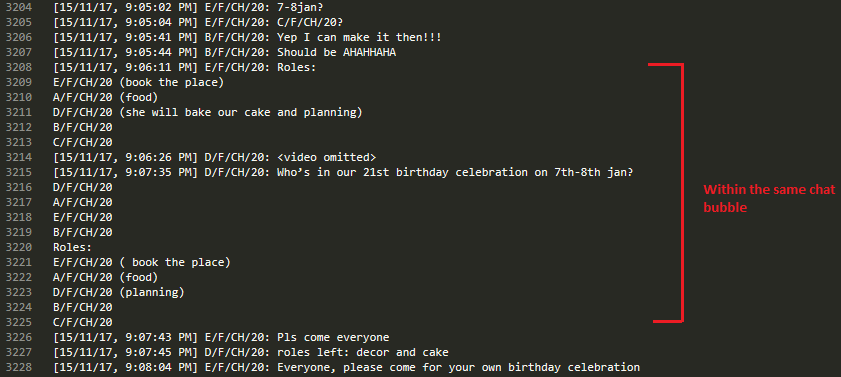 3204 [15/11/17, 9:05:02 PM] E/F/CH/20: 7-8jan?
3205 [15/11/17, 9:05:04 PM] E/F/CH/20: C/F/CH/20?
3206 [15/11/17, 9:05:41 PM] B/F/CH/20: Yep I can make it then!!!
3207 [15/11/17, 9:05:44 PM] B/F/CH/20: Should be AHAHHAHA
3208 [15/11/17, 9:06:11 PM] E/F/CH/20: Roles:
3209 E/F/CH/20 (book the place)
3210 A/F/CH/20 (food)
3211 D/F/CH/20 (she will bake our cake and planning)
3212 B/F/CH/20
3213 C/F/CH/20
3214 [15/11/17, 9:06:26 PM] D/F/CH/20: <video omitted>
3215 [15/11/17, 9:07:35 PM] D/F/CH/20: Who’s in our 21st birthday celebration on 7th-8th jan?
3216 D/F/CH/20
3217 A/F/CH/20
3218 E/F/CH/20
3219 B/F/CH/20
3220 Roles:
3221 E/F/CH/20 ( book the place)
3222 A/F/CH/20 (food)
3223 D/F/CH/20 (planning)
3224 B/F/CH/20
3225 C/F/CH/20
3226 [15/11/17, 9:07:43 PM] E/F/CH/20: Pls come everyone
3227 [15/11/17, 9:07:45 PM] D/F/CH/20: roles left: decor and cake
3228 [15/11/17, 9:08:04 PM] E/F/CH/20: Everyone, please come for your own birthday celebration
Within the same chat
bubble